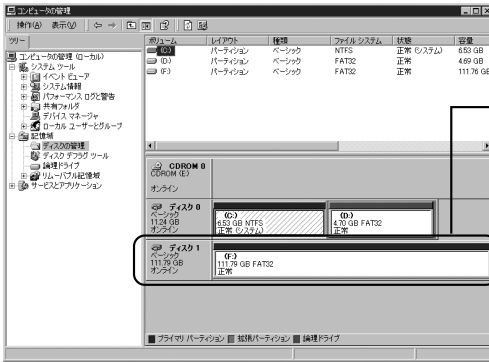 コンピュータの管理
操作(A) 表示(V)
ツリー
コンピュータの管理 (ローカル)
システム ツール
イベント ビューア
システム情報
パフォーマンス ログと警告
共有フォルダ
デバイス マネージャ
ローカル ユーザーとグループ
記憶域
ディスクの管理
ディスク デフラグ ツール
論理ドライブ
リムーバブル記憶域
サービスとアプリケーション
ボリューム レイアウト 種類 ファイル システム 状態 容量
(C:) パーティション ベーシック NTFS 正常 (システム) 6.53 GB
(D:) パーティション ベーシック FAT32 正常 4.69 GB
(F:) パーティション ベーシック FAT32 正常 111.76 GB
CDROM 0
CDROM (E:)
オンライン
ディスク 0
ベーシック
11.24 GB
オンライン
(C:)
6.53 GB NTFS
正常 (システム)
(D:)
4.70 GB FAT32
正常
ディスク 1
ベーシック
111.79 GB
オンライン
(F:)
111.79 GB FAT32
正常
プライマリ パーティション 拡張パーティション 論理ドライブ